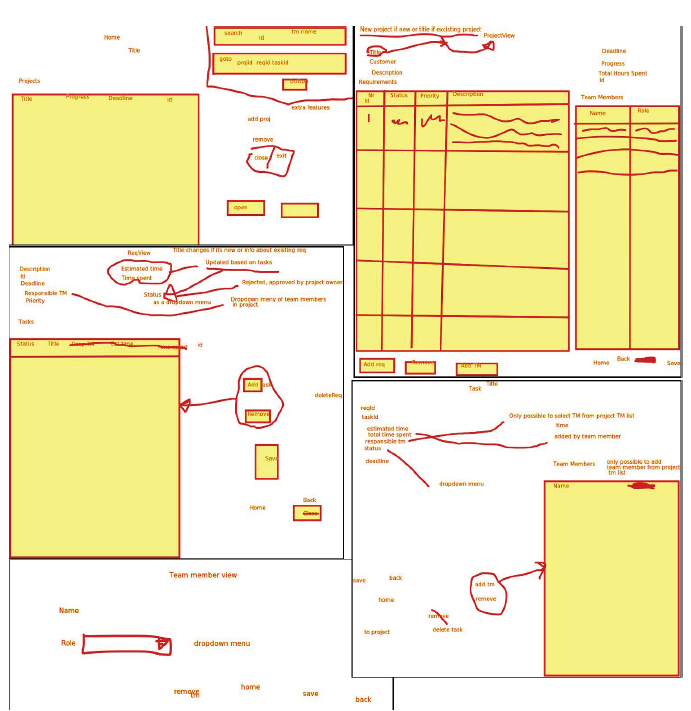 Home
Title
Projects
Title Progress Deadline id
search id tm name
goto projid reqid taskid
extra features
add proj
remove
close exit
open
New project if new or title if excisting project
ProjectView
Title
Customer
Description
Requirements
Deadline
Progress
Total Hours Spent
Id
Team Members
Nr Id Status Priority Description
Name Role
Add req Remove Add TM
Home Back Save
ReqView
Title changes if its new or info about existing req
Description
Id
Deadline
Responsible TM
Priority
Estimated time
Time spent
Updated based on tasks
Status
as a dropdown menu
Rejected, approved by project owner
Dropdown meny of team members
in project
Tasks
Status Title Resp TM Est time Time spent id
Add task
Remove
deleteReq
Save
Home
Back
Close
Title
Task
reqId
taskId
estimated time
total time spent
responsible tm
status
deadline
Only possible to select TM from project TM list
time
added by team member
dropdown menu
Team Members
only possible to add
team member from project
tm list
Name
save
back
home
to project
add tm
remove
remove
delete task
Team member view
Name
Role
dropdown menu
remove
tm
home
save
back